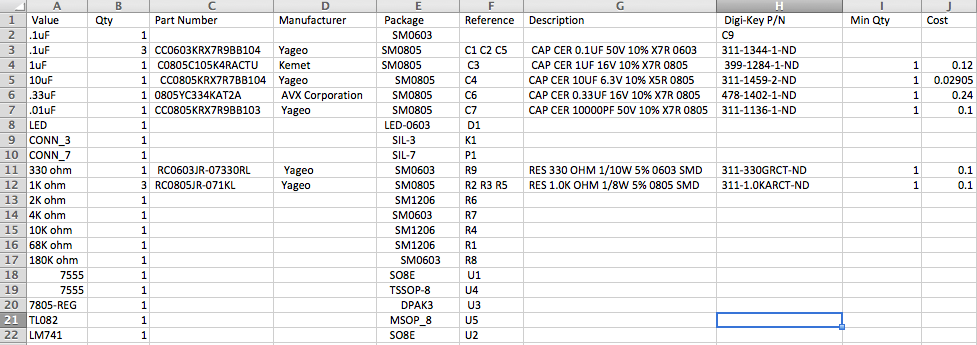 A B C D E F G H I J
1 Value Qty Part Number Manufacturer Package Reference Description Digi-Key P/N Min Qty Cost
2 .1uF 1 SM0603 C9
3 .1uF 3 CC0603KRX7R9BB104 Yageo SM0805 C1 C2 C5 CAP CER 0.1UF 50V 10% X7R 0603 311-1344-1-ND
4 1uF 1 C0805C105K4RACTU Kemet SM0805 C3 CAP CER 1UF 16V 10% X7R 0805 399-1284-1-ND 1 0.12
5 10uF 1 CC0805KRX7R7BB104 Yageo SM0805 C4 CAP CER 10UF 6.3V 10% X5R 0805 311-1459-2-ND 1 0.02905
6 .33uF 1 0805YC334KAT2A AVX Corporation SM0805 C6 CAP CER 0.33UF 16V 10% X7R 0805 478-1402-1-ND 1 0.24
7 .01uF 1 CC0805KRX7R9BB103 Yageo SM0805 C7 CAP CER 10000PF 50V 10% X7R 0805 311-1136-1-ND 1 0.1
8 LED 1 LED-0603 D1
9 CONN_3 1 SIL-3 K1
10 CONN_7 1 SIL-7 P1
11 330 ohm 1 RC0603JR-07330RL Yageo SM0603 R9 RES 330 OHM 1/10W 5% 0603 SMD 311-330GRCT-ND 1 0.1
12 1K ohm 3 RC0805JR-071KL Yageo SM0805 R2 R3 R5 RES 1.0K OHM 1/8W 5% 0805 SMD 311-1.0KARCT-ND 1 0.1
13 2K ohm 1 SM1206 R6
14 4K ohm 1 SM0603 R7
15 10K ohm 1 SM1206 R4
16 68K ohm 1 SM1206 R1
17 180K ohm 1 SM0603 R8
18 7555 1 SO8E U1
19 7555 1 TSSOP-8 U4
20 7805-REG 1 DPAK3 U3
21 TL082 1 MSOP_8 U5
22 LM741 1 SO8E U2